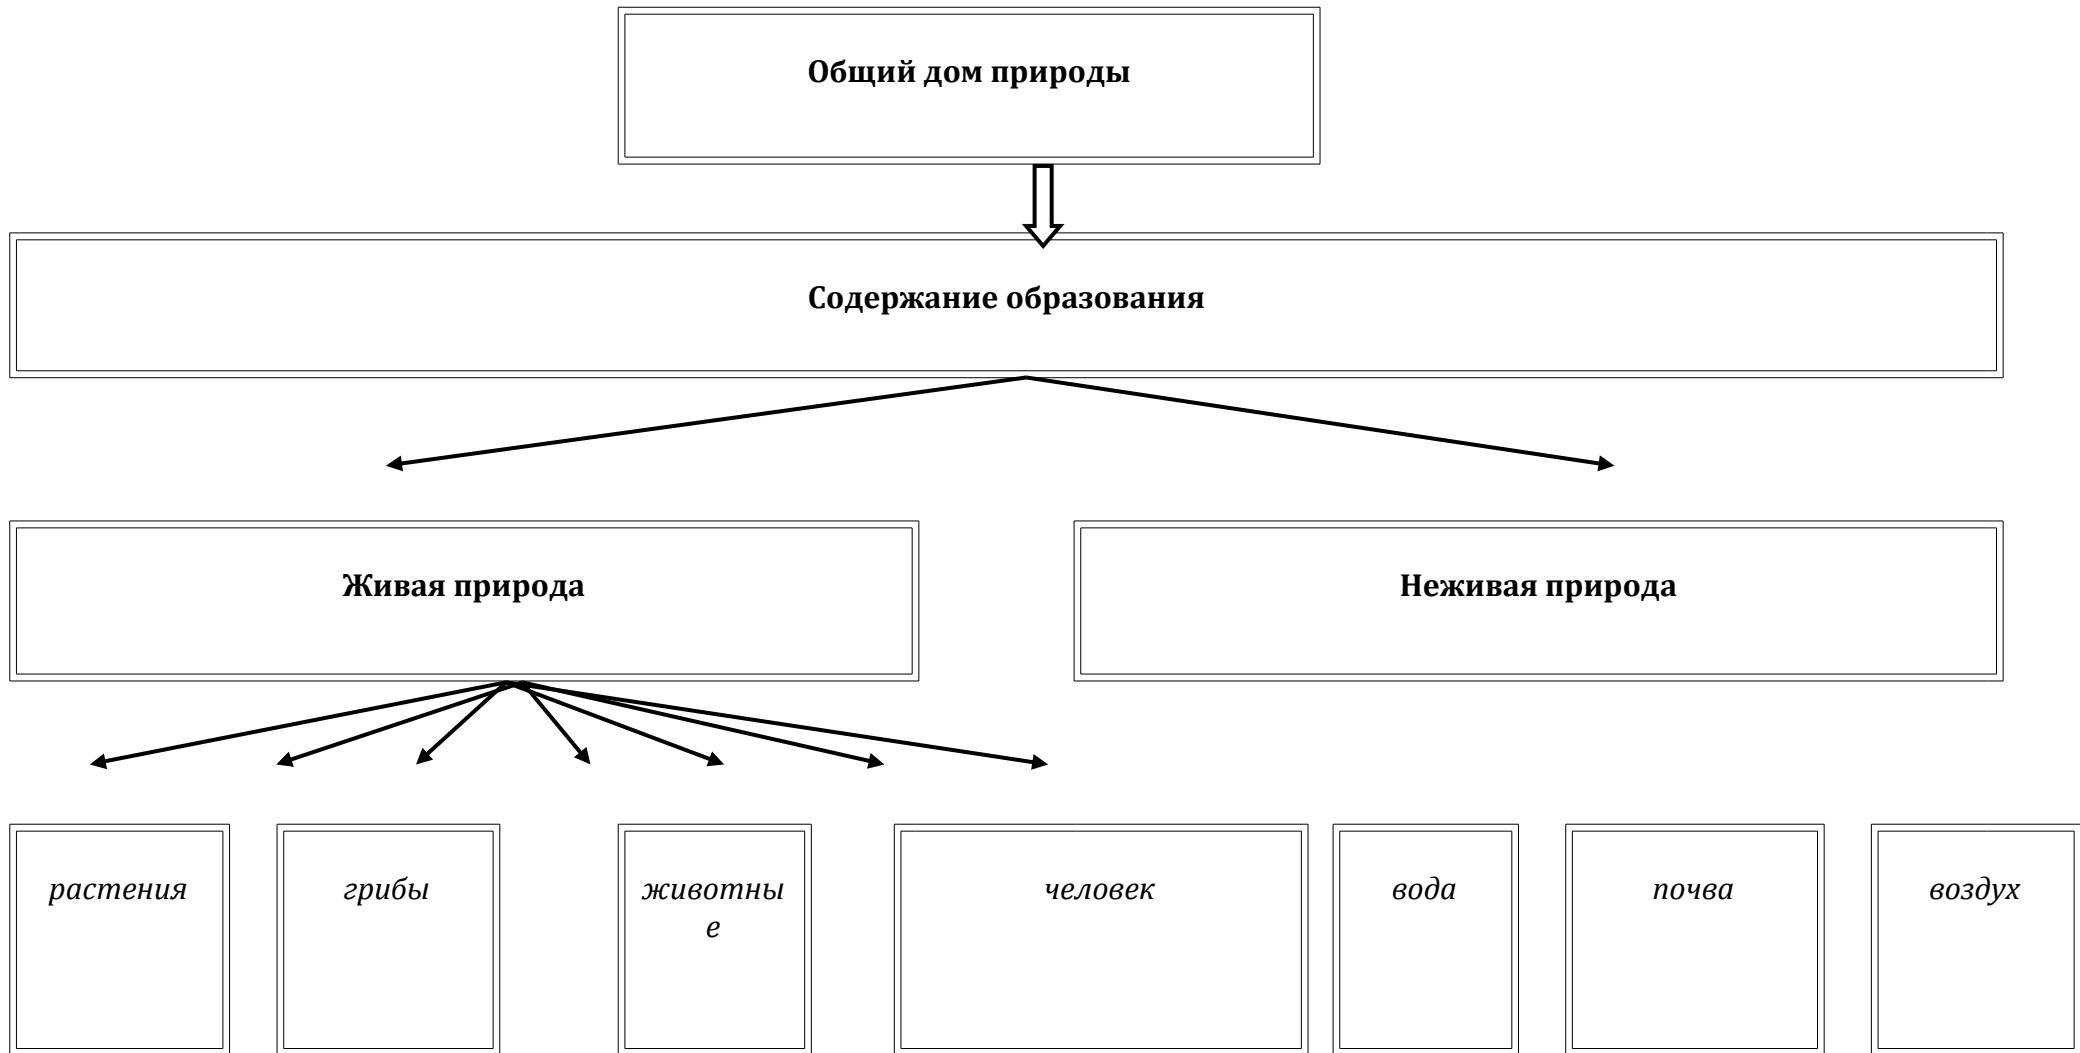 Общий дом природы
Содержание образования
Живая природа
Неживая природа
растения
грибы
животны
е
человек
вода
почва
воздух